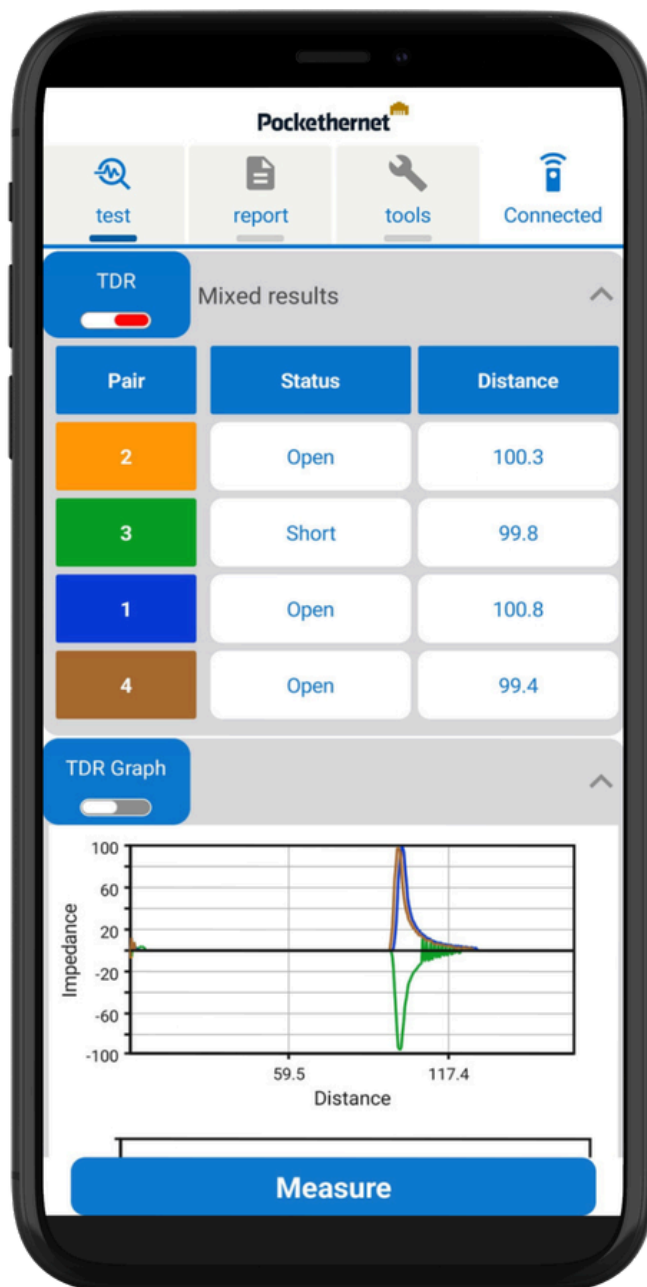 Pockethernet
test report tools Connected
TDR Mixed results
Pair Status Distance
2 Open 100.3
3 Short 99.8
1 Open 100.8
4 Open 99.4
TDR Graph
100
60
20
-20
-60
-100
Impedance
59.5 117.4
Distance
Measure